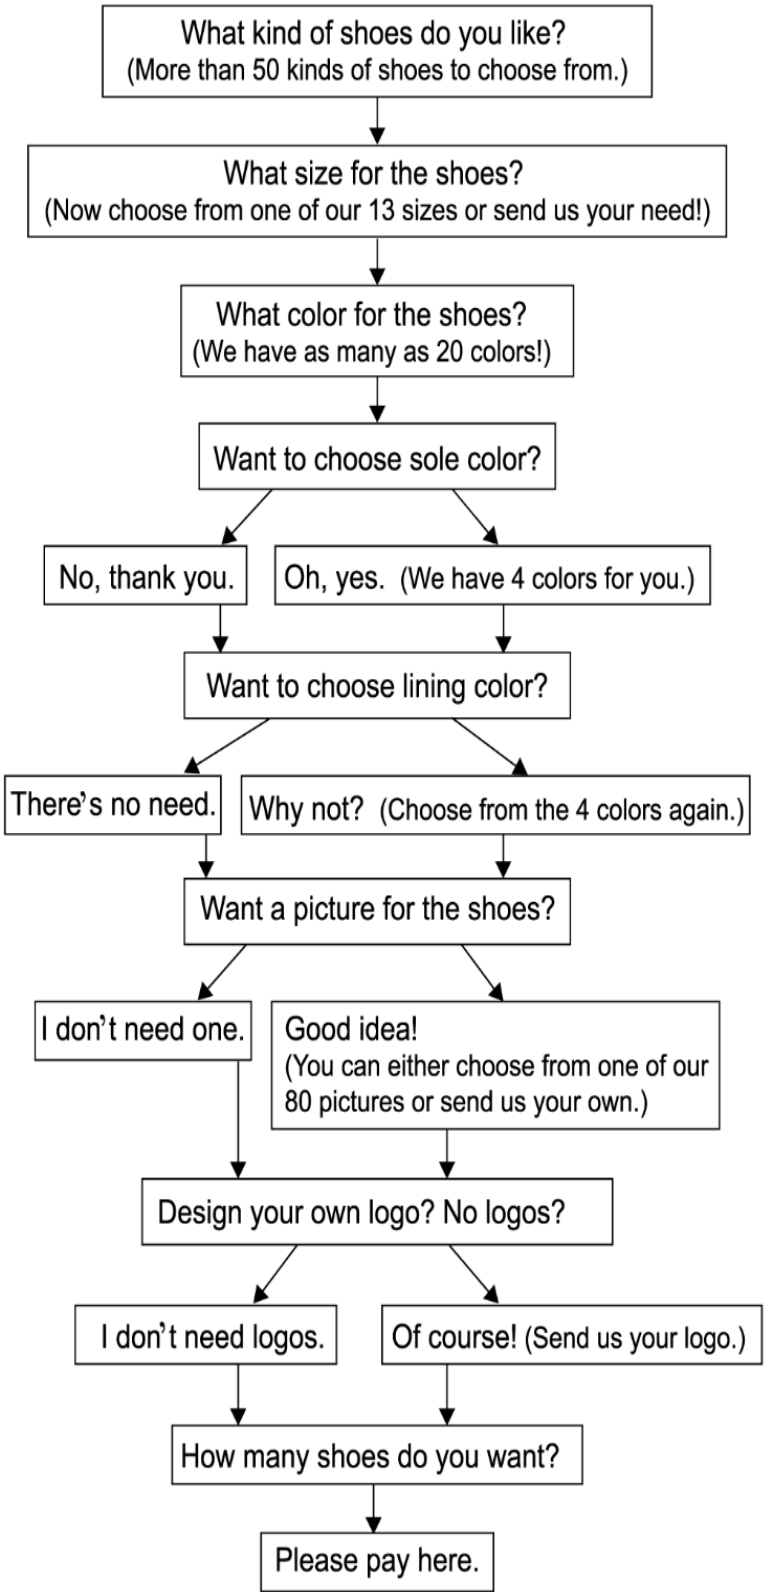 What kind of shoes do you like?
(More than 50 kinds of shoes to choose from.)
What size for the shoes?
(Now choose from one of our 13 sizes or send us your need!)
What color for the shoes?
(We have as many as 20 colors!)
Want to choose sole color?
No, thank you.
Oh, yes. (We have 4 colors for you.)
Want to choose lining color?
There's no need.
Why not? (Choose from the 4 colors again.)
Want a picture for the shoes?
I don't need one.
Good idea!
(You can either choose from one of our
80 pictures or send us your own.)
Design your own logo? No logos?
I don't need logos.
Of course! (Send us your logo.)
How many shoes do you want?
Please pay here.